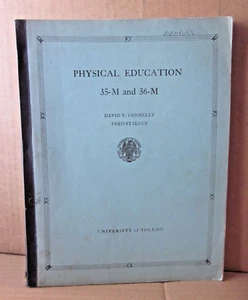 PHYSICAL EDUCATION
35-M and 36-M
DAVID V. CONNELLY
UNIVERSITY of TOLEDO